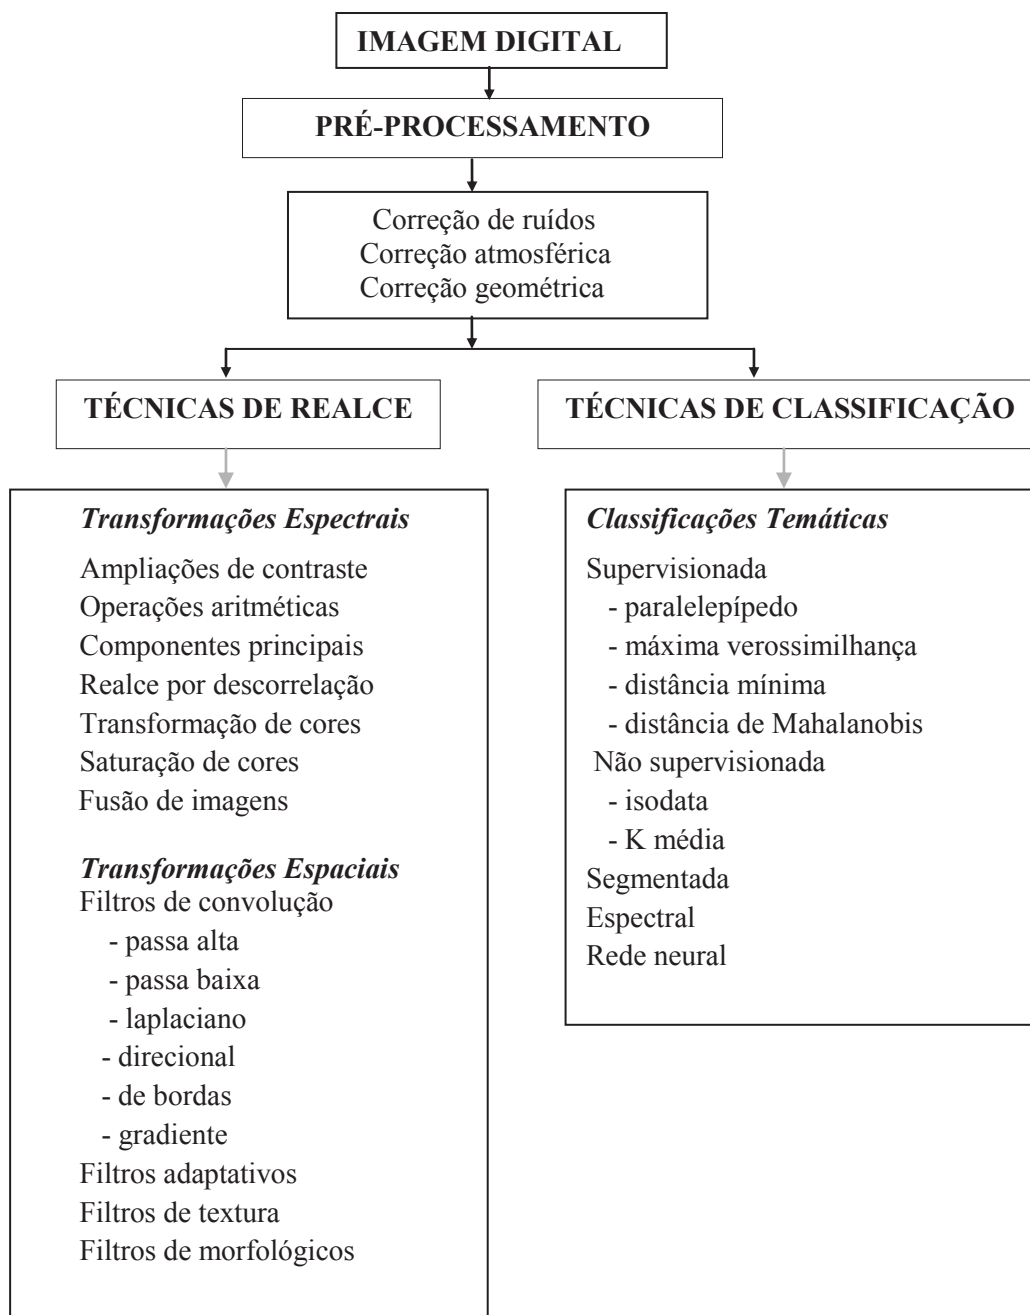 IMAGEM DIGITAL
PRÉ-PROCESSAMENTO
Correção de ruídos
Correção atmosférica
Correção geométrica
TÉCNICAS DE REALCE
Transformações Espectrais
Ampliações de contraste
Operações aritméticas
Componentes principais
Realce por descorrelação
Transformação de cores
Saturação de cores
Fusão de imagens
Transformações Espaciais
Filtros de convolução
- passa alta
- passa baixa
- laplaciano
- direcional
- de bordas
- gradiente
Filtros adaptativos
Filtros de textura
Filtros de morfológicos
TÉCNICAS DE CLASSIFICAÇÃO
Classificações Temáticas
Supervisionada
- paralelepípedo
- máxima verossimilhança
- distância mínima
- distância de Mahalanobis
Não supervisionada
- isodata
- K média
Segmentada
Espectral
Rede neural